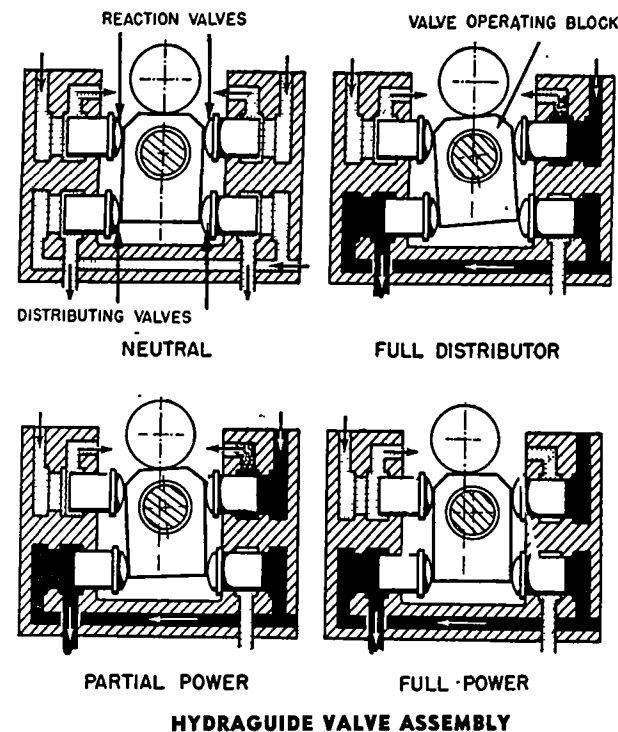 REACTION VALVES
VALVE OPERATING BLOCK
DISTRIBUTING VALVES
NEUTRAL
FULL DISTRIBUTOR
PARTIAL POWER
FULL POWER
HYDRAGUIDE VALVE ASSEMBLY